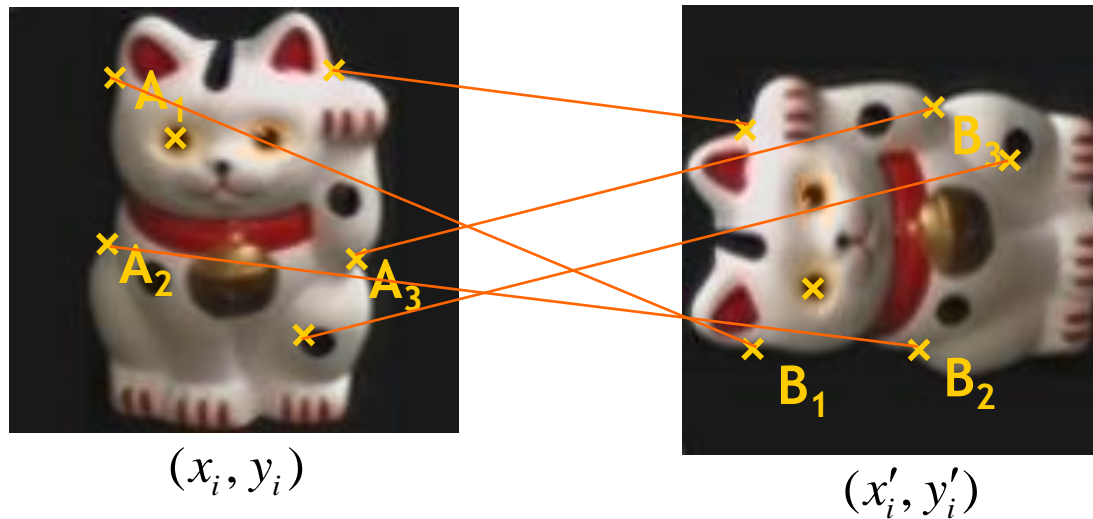 A₁
A₂
A₃
B₃
B₁
B₂
(xᵢ, yᵢ)
(x′ᵢ, y′ᵢ)